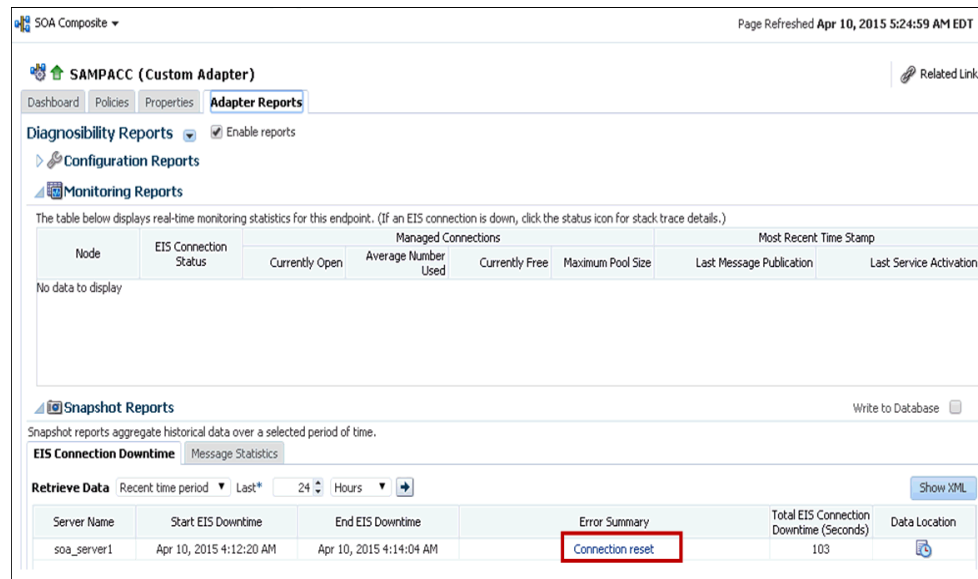 SOA Composite
Page Refreshed Apr 10, 2015 5:24:59 AM EDT
SAMPACC (Custom Adapter)
Related Link
Dashboard Policies Properties Adapter Reports
Diagnosibility Reports Enable reports
Configuration Reports
Monitoring Reports
The table below displays real-time monitoring statistics for this endpoint. (If an EIS connection is down, click the status icon for stack trace details.)
Managed Connections Most Recent Time Stamp
Node EIS Connection Status Currently Open Average Number Used Currently Free Maximum Pool Size Last Message Publication Last Service Activation
No data to display
Snapshot Reports Write to Database
Snapshot reports aggregate historical data over a selected period of time.
EIS Connection Downtime Message Statistics
Retrieve Data Recent time period Last* 24 Hours Show XML
Server Name Start EIS Downtime End EIS Downtime Error Summary Total EIS Connection Downtime (Seconds) Data Location
soa_server1 Apr 10, 2015 4:12:20 AM Apr 10, 2015 4:14:04 AM Connection reset 103